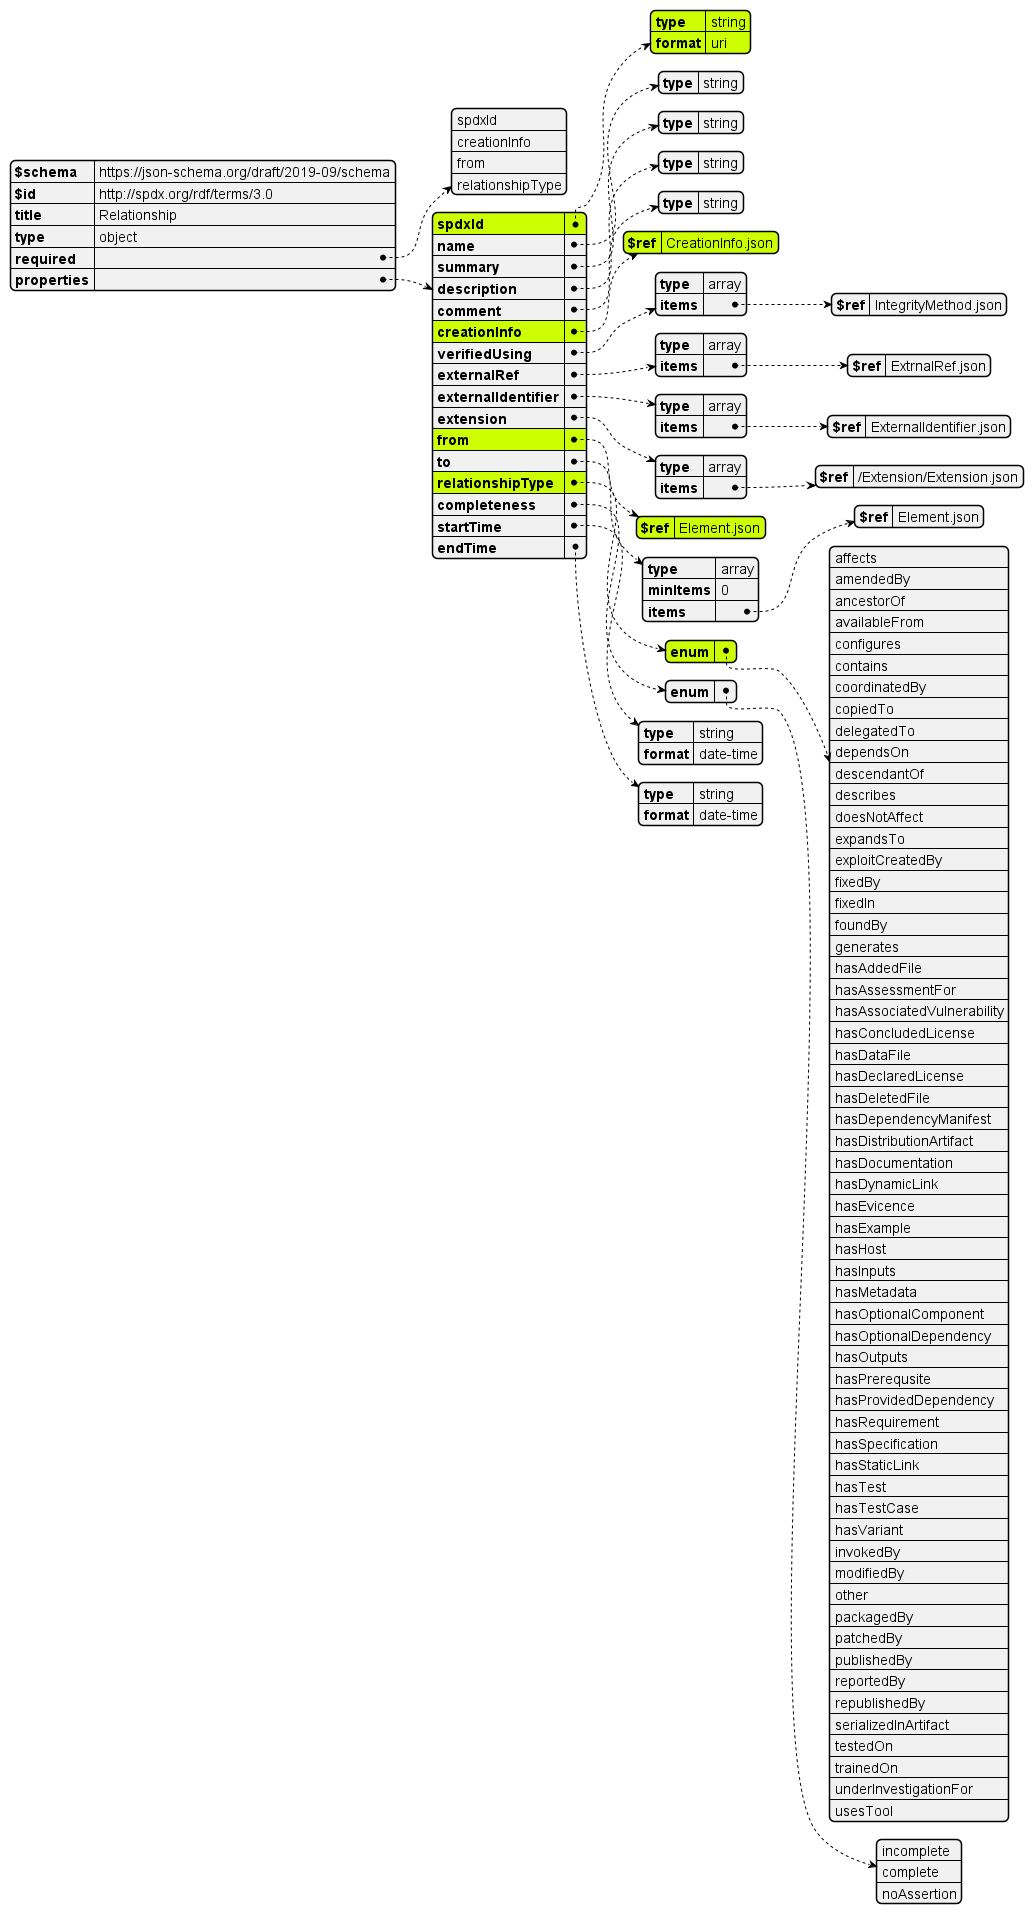 $schema https://json-schema.org/draft/2019-09/schema
$id http://spdx.org/rdf/terms/3.0
title Relationship
type object
required
properties
spdxId
creationInfo
from
relationshipType
spdxId
name
summary
description
comment
creationInfo
verifiedUsing
externalRef
externalIdentifier
extension
from
to
relationshipType
completeness
startTime
endTime
type string
format uri
type string
type string
type string
type string
$ref CreationInfo.json
type array
items
$ref IntegrityMethod.json
type array
items
$ref ExtrnalRef.json
type array
items
$ref ExternalIdentifier.json
type array
items
$ref /Extension/Extension.json
$ref Element.json
type array
minItems 0
items
$ref Element.json
enum
affects
amendedBy
ancestorOf
availableFrom
configures
contains
coordinatedBy
copiedTo
delegatedTo
dependsOn
descendantOf
describes
doesNotAffect
expandsTo
exploitCreatedBy
fixedBy
fixedIn
foundBy
generates
hasAddedFile
hasAssessmentFor
hasAssociatedVulnerability
hasConcludedLicense
hasDataFile
hasDeclaredLicense
hasDeletedFile
hasDependencyManifest
hasDistributionArtifact
hasDocumentation
hasDynamicLink
hasEvicence
hasExample
hasHost
hasInputs
hasMetadata
hasOptionalComponent
hasOptionalDependency
hasOutputs
hasPrerequsite
hasProvidedDependency
hasRequirement
hasSpecification
hasStaticLink
hasTest
hasTestCase
hasVariant
invokedBy
modifiedBy
other
packagedBy
patchedBy
publishedBy
reportedBy
republishedBy
serializedInArtifact
testedOn
trainedOn
underInvestigationFor
usesTool
enum
incomplete
complete
noAssertion
type string
format date-time
type string
format date-time